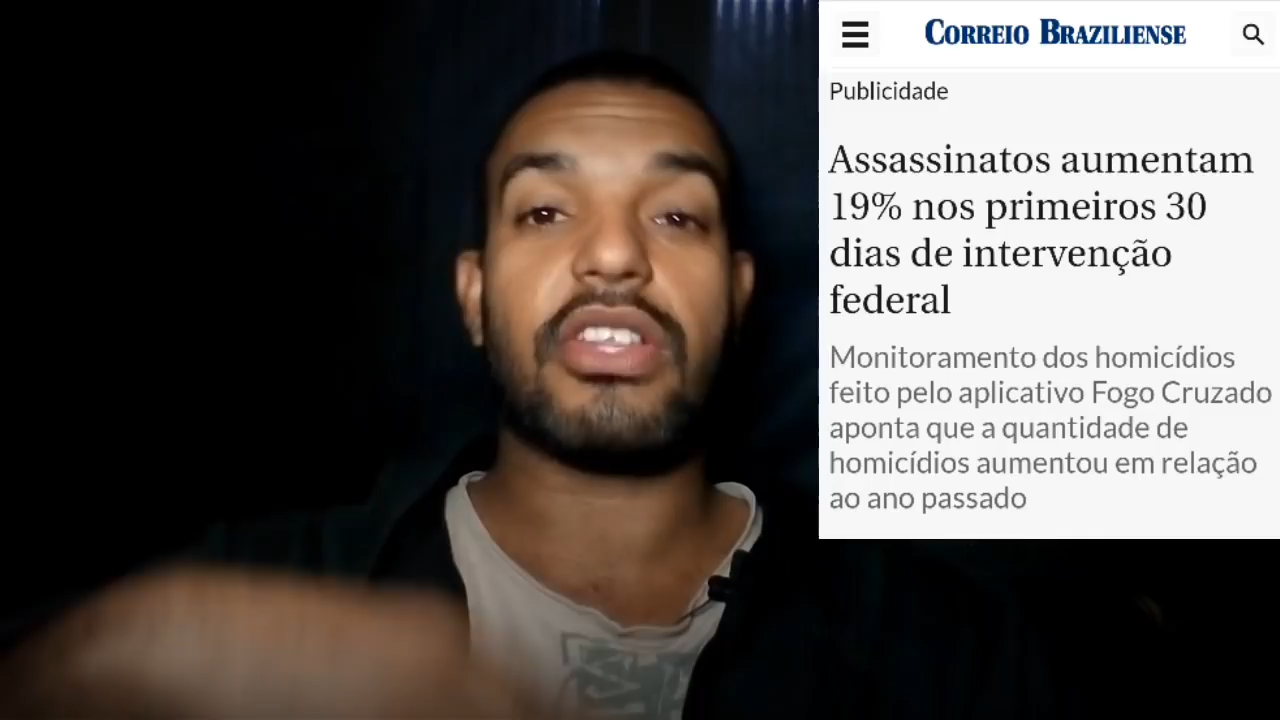 CORREIO BRAZILIENSE
Publicidade
Assassinatos aumentam
19% nos primeiros 30
dias de intervenção
federal
Monitoramento dos homicídios
feito pelo aplicativo Fogo Cruzado
aponta que a quantidade de
homicídios aumentou em relação
ao ano passado